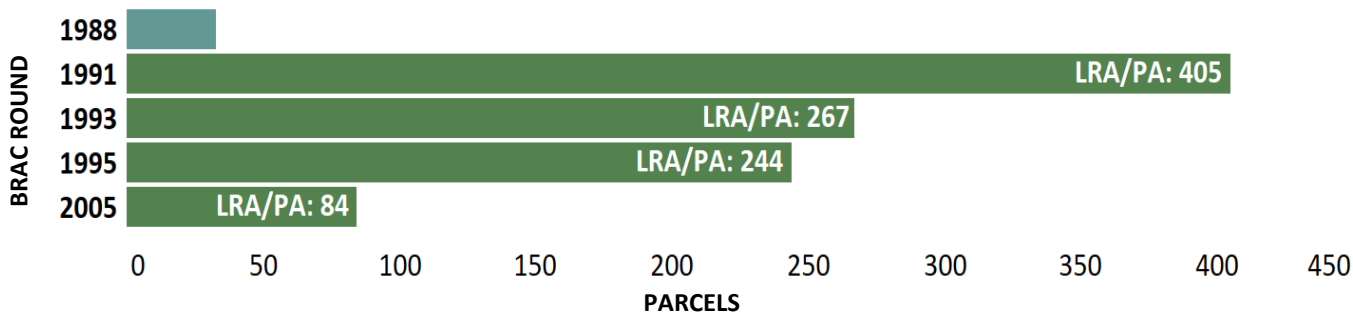 BRAC ROUND
1988
1991 LRA/PA: 405
1993 LRA/PA: 267
1995 LRA/PA: 244
2005 LRA/PA: 84
0 50 100 150 200 250 300 350 400 450
PARCELS